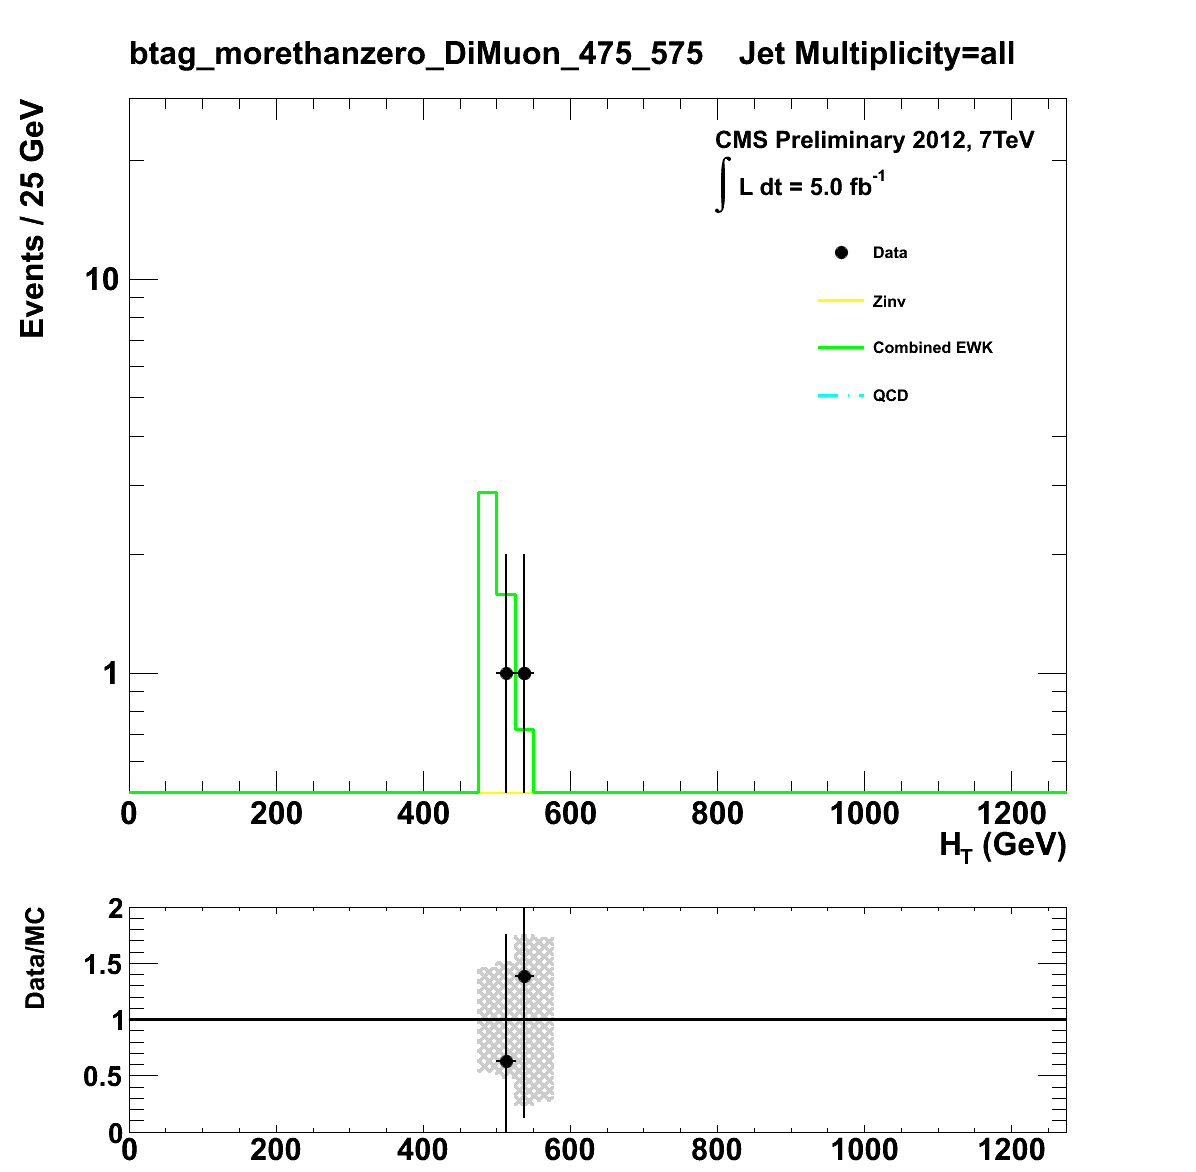 btag_morethanzero_DiMuon_475_575 Jet Multiplicity=all
Events / 25 GeV
CMS Preliminary 2012, 7TeV
∫ L dt = 5.0 fb⁻¹
Data
Zinv
Combined EWK
QCD
10
1
0 200 400 600 800 1000 1200
H_T (GeV)
Data/MC
2
1.5
1
0.5
0
0 200 400 600 800 1000 1200